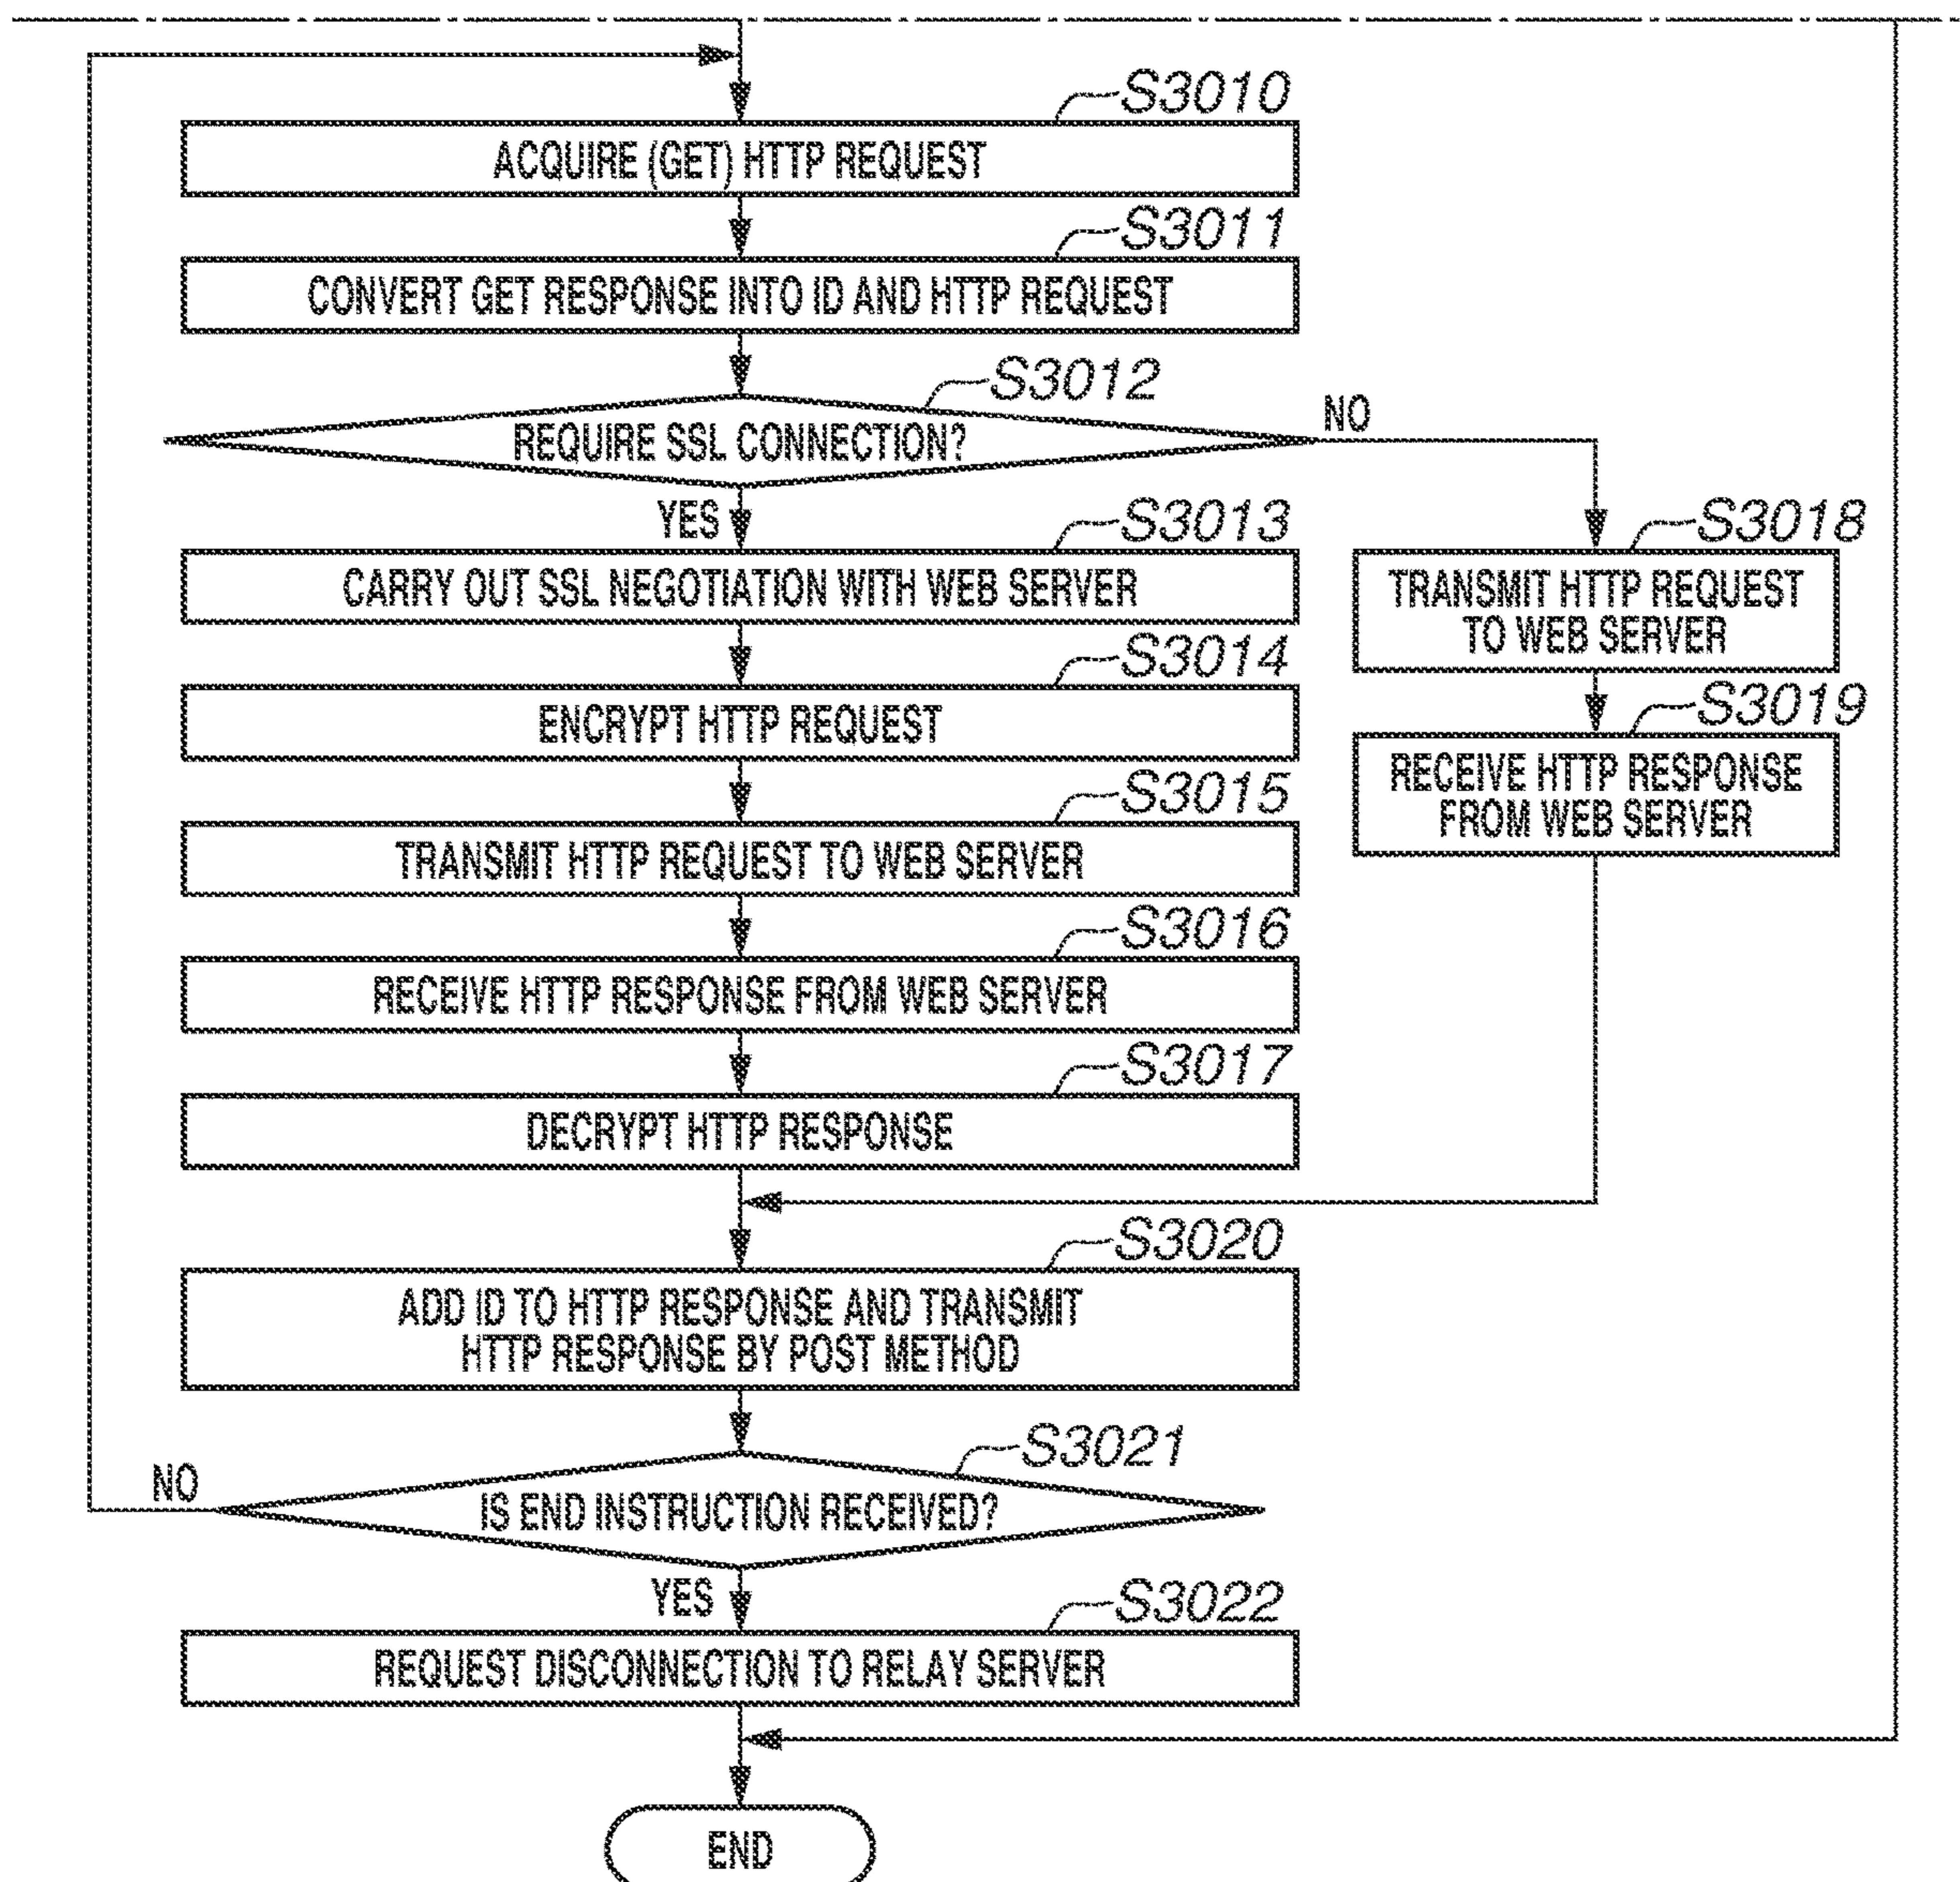 S3010
ACQUIRE (GET) HTTP REQUEST
S3011
CONVERT GET RESPONSE INTO ID AND HTTP REQUEST
S3012
REQUIRE SSL CONNECTION?
NO
YES
S3013
CARRY OUT SSL NEGOTIATION WITH WEB SERVER
S3014
ENCRYPT HTTP REQUEST
S3015
TRANSMIT HTTP REQUEST TO WEB SERVER
S3016
RECEIVE HTTP RESPONSE FROM WEB SERVER
S3017
DECRYPT HTTP RESPONSE
S3018
TRANSMIT HTTP REQUEST
TO WEB SERVER
S3019
RECEIVE HTTP RESPONSE
FROM WEB SERVER
S3020
ADD ID TO HTTP RESPONSE AND TRANSMIT
HTTP RESPONSE BY POST METHOD
S3021
IS END INSTRUCTION RECEIVED?
NO
YES
S3022
REQUEST DISCONNECTION TO RELAY SERVER
END